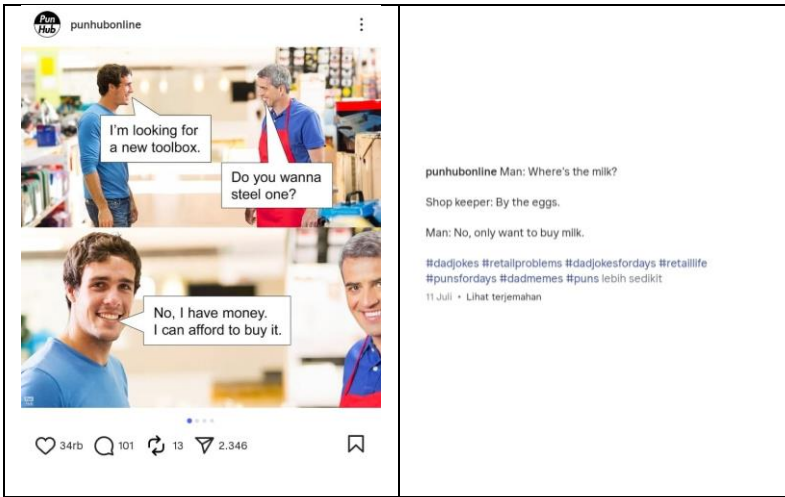 Pun
Hub
punhubonline
I'm looking for
a new toolbox.
Do you wanna
steel one?
No, I have money.
I can afford to buy it.
34rb 101 13 2.346
punhubonline Man: Where's the milk?
Shop keeper: By the eggs.
Man: No, only want to buy milk.
#dadjokes #retailproblems #dadjokesfordays #retaillife
#punsfordays #dadmemes #puns lebih sedikit
11 Juli • Lihat terjemahan